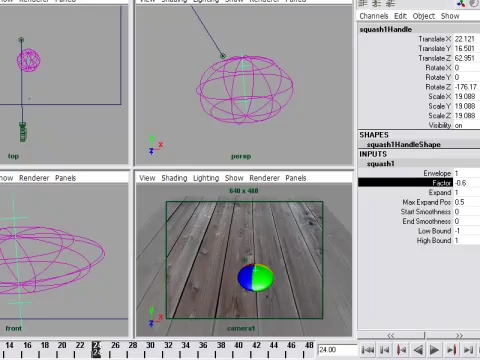 Renderer Panels
Shading Lighting Renderer Panels
top
persp
how Renderer Panels
View Shading Lighting Show Renderer Panels
640 x 480
front
camera1
Channels Edit Object Show
squash1Handle
Translate X 22.121
Translate Y 16.501
Translate Z 62.951
Rotate X 0
Rotate Y 0
Rotate Z -176.17
Scale X 19.088
Scale Y 19.088
Scale Z 19.088
Visibility on
SHAPES
squash1HandleShape
INPUTS
squash1
Envelope 1
Factor -0.6
Expand 1
Max Expand Pos 0.5
Start Smoothness 0
End Smoothness 0
Low Bound -1
High Bound 1
14 16 18 20 22 24 26 28 30 32 34 36 38 40 42 44 46 48
24
24.00